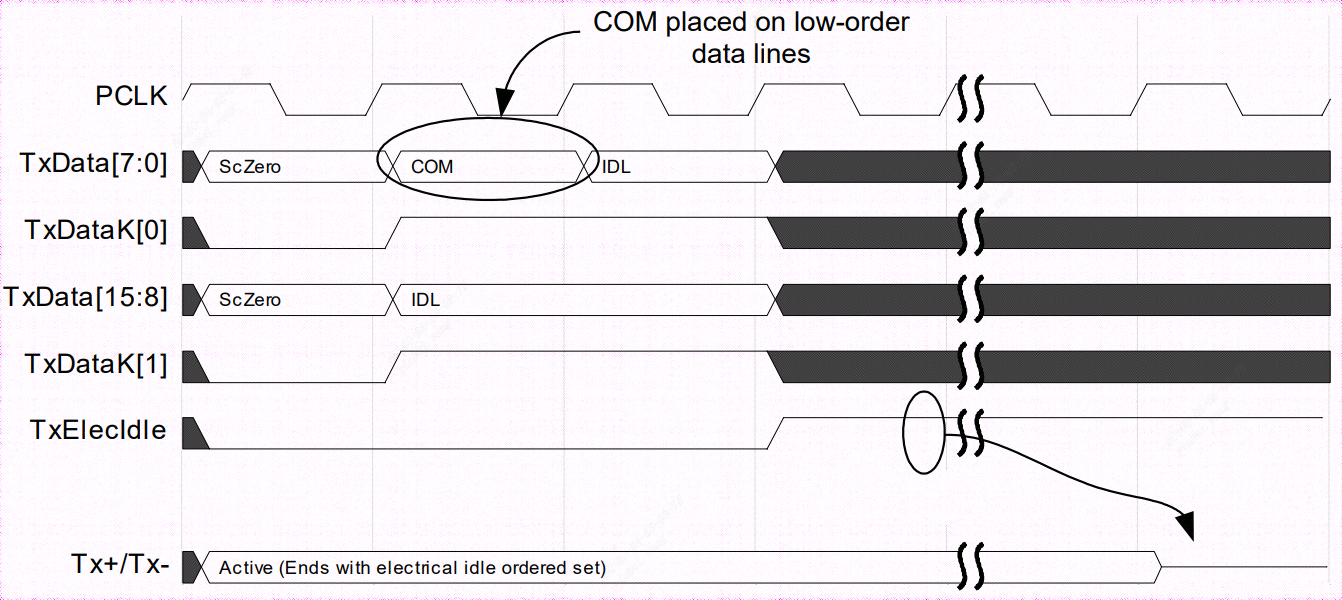 COM placed on low-order
data lines
PCLK
TxData[7:0]
ScZero
COM
IDL
TxDataK[0]
TxData[15:8]
ScZero
IDL
TxDataK[1]
TxElecIdle
Tx+/Tx-
Active (Ends with electrical idle ordered set)